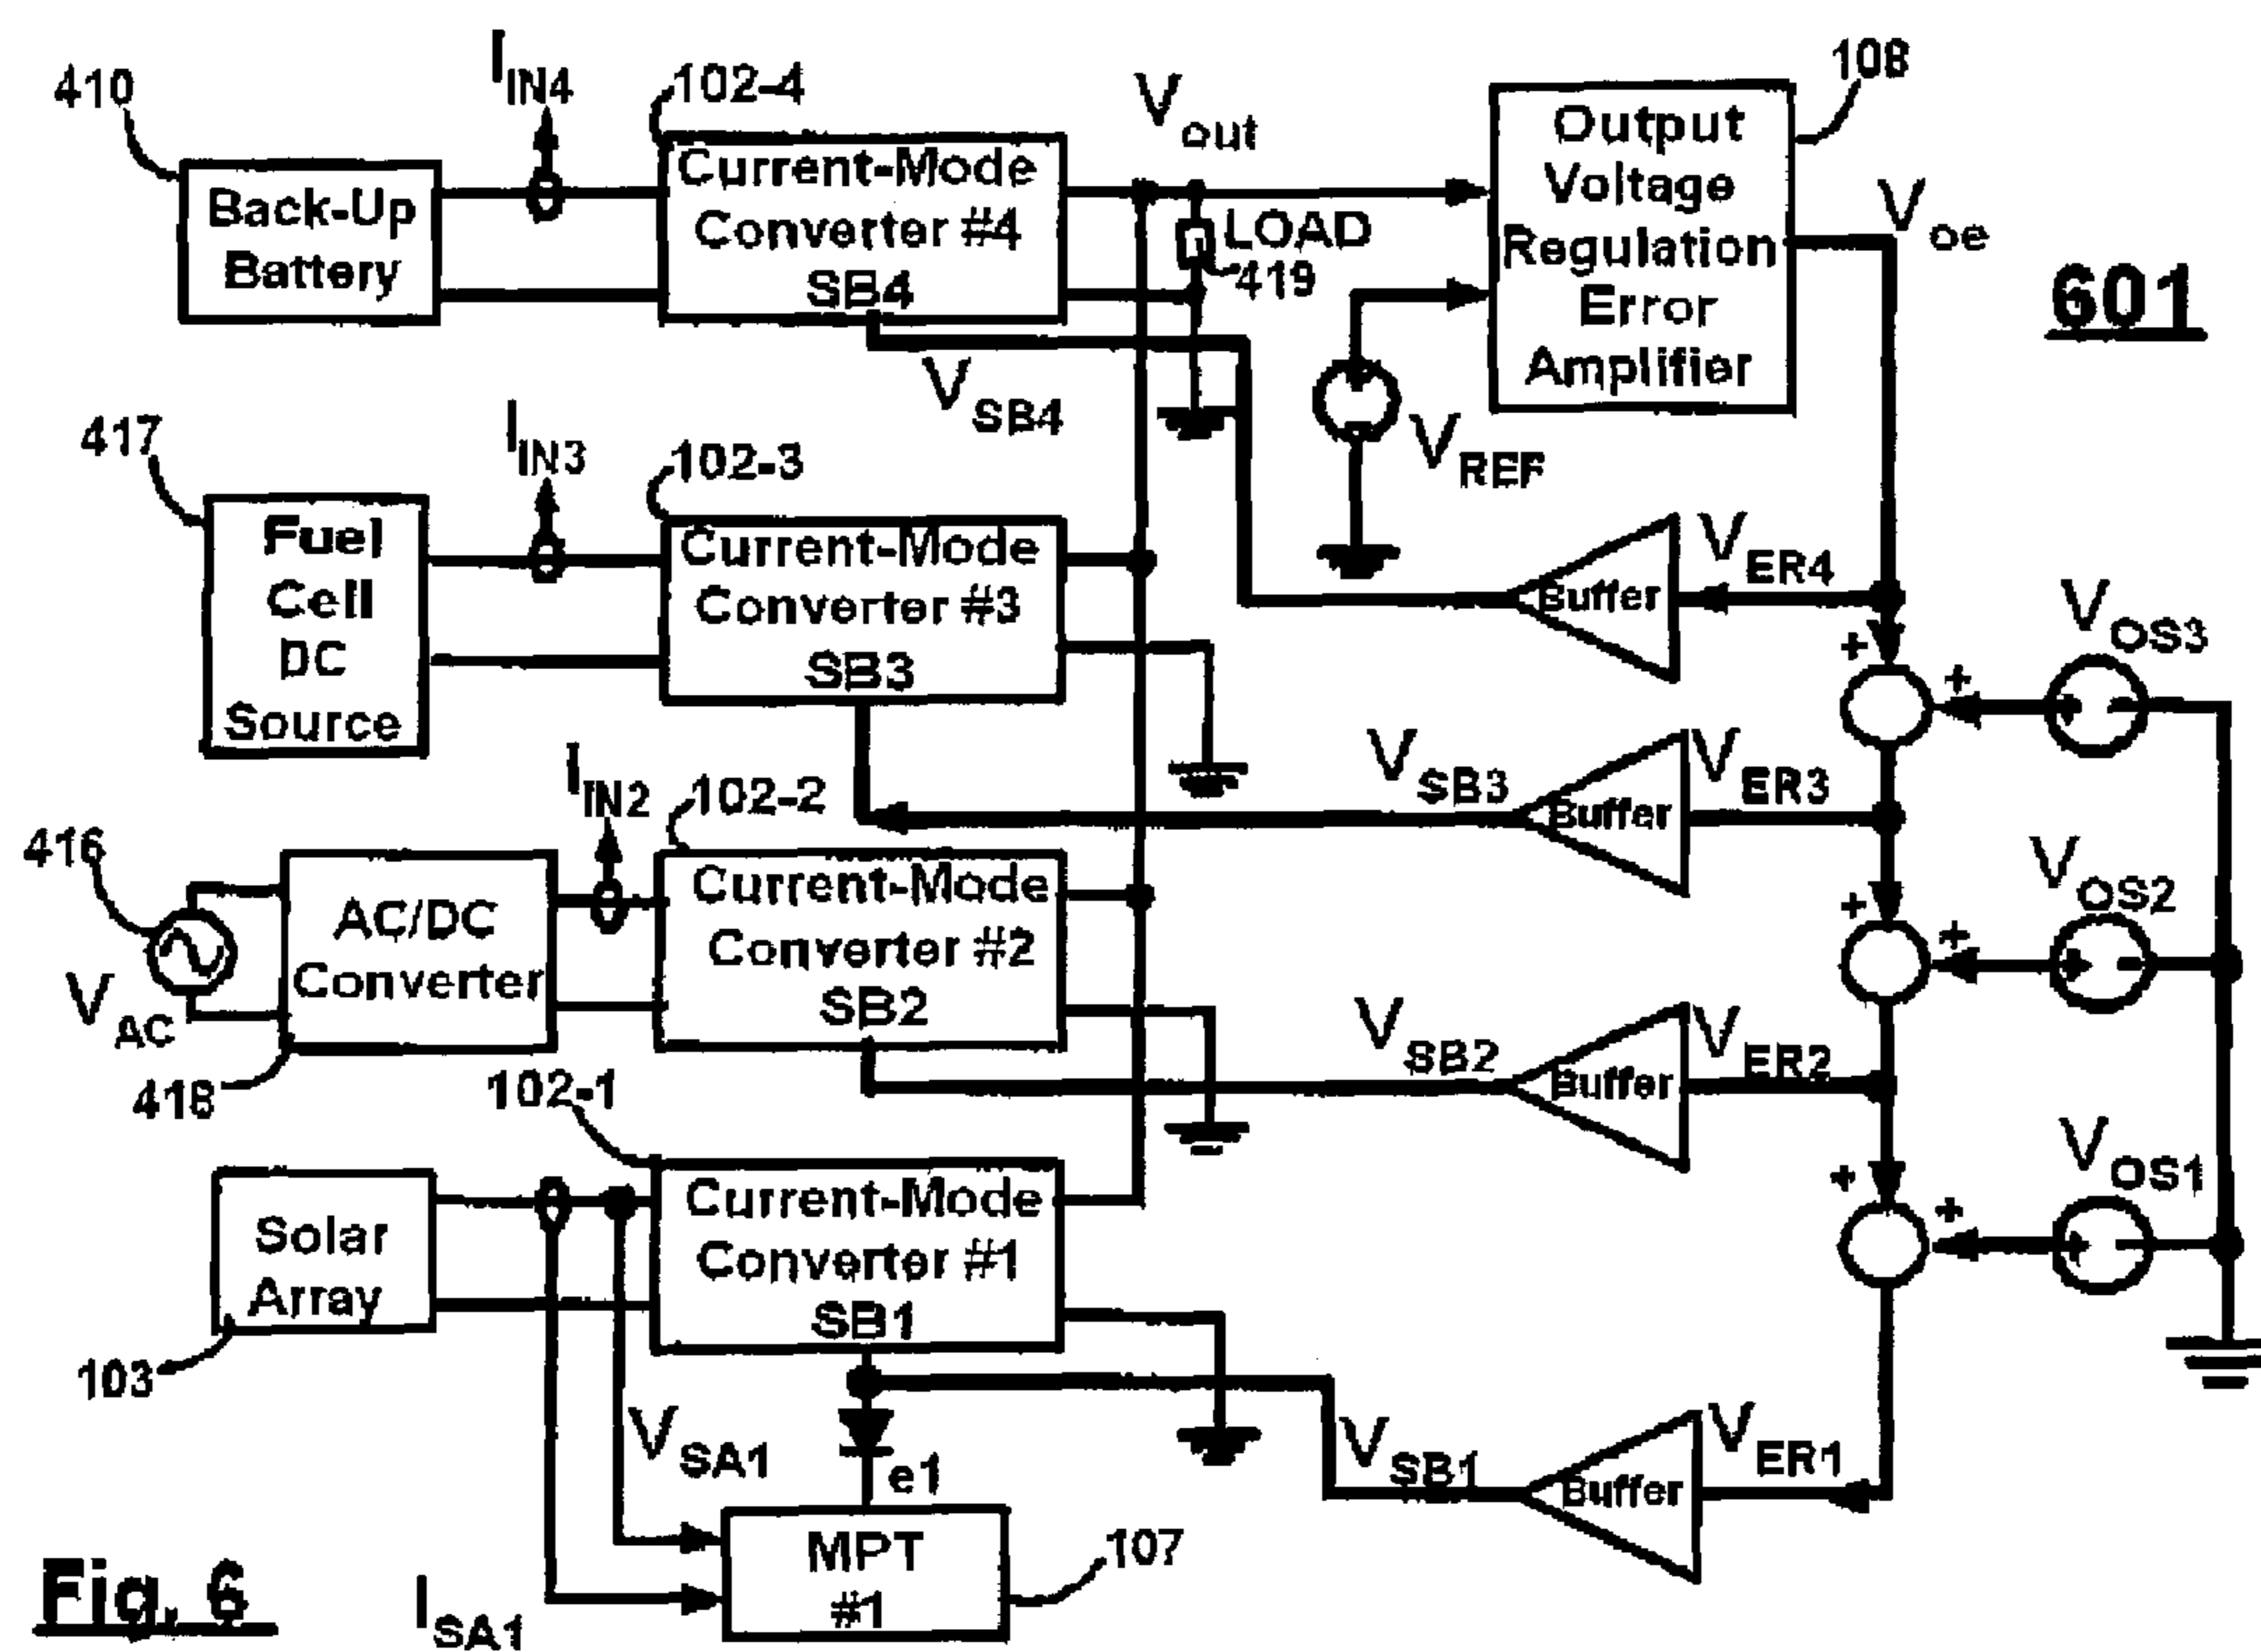 410
I IN4
102-4
Back-Up
Battery
Current-Mode
Converter #4
SB4
V out
LOAD
419
108
Output
Voltage
Regulation
Error
Amplifier
V oe
601
V SB4
V REF
417
I IN3
102-3
Fuel
Cell
DC
Source
Current-Mode
Converter #3
SB3
Buffer
V ER4
+
+
V OS3
V SB3
Buffer
V ER3
416
V AC
I IN2
102-2
AC/DC
Converter
418
Current-Mode
Converter #2
SB2
+
+
V OS2
V SB2
Buffer
V ER2
102-1
Solar
Array
103
Current-Mode
Converter #1
SB1
+
+
V OS1
V SA1
e1
V SB1
Buffer
V ER1
MPT
#1
107
I SA1
Fig. 6